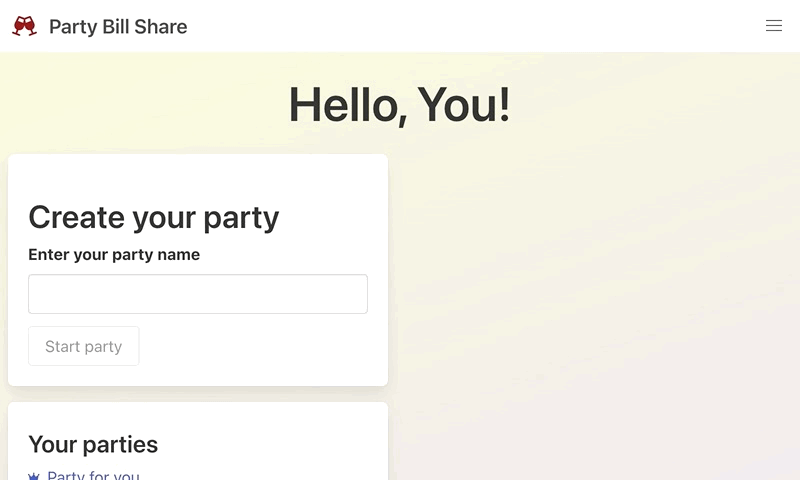 Party Bill Share
Hello, You!
Create your party
Enter your party name
Start party
Your parties
Party for you